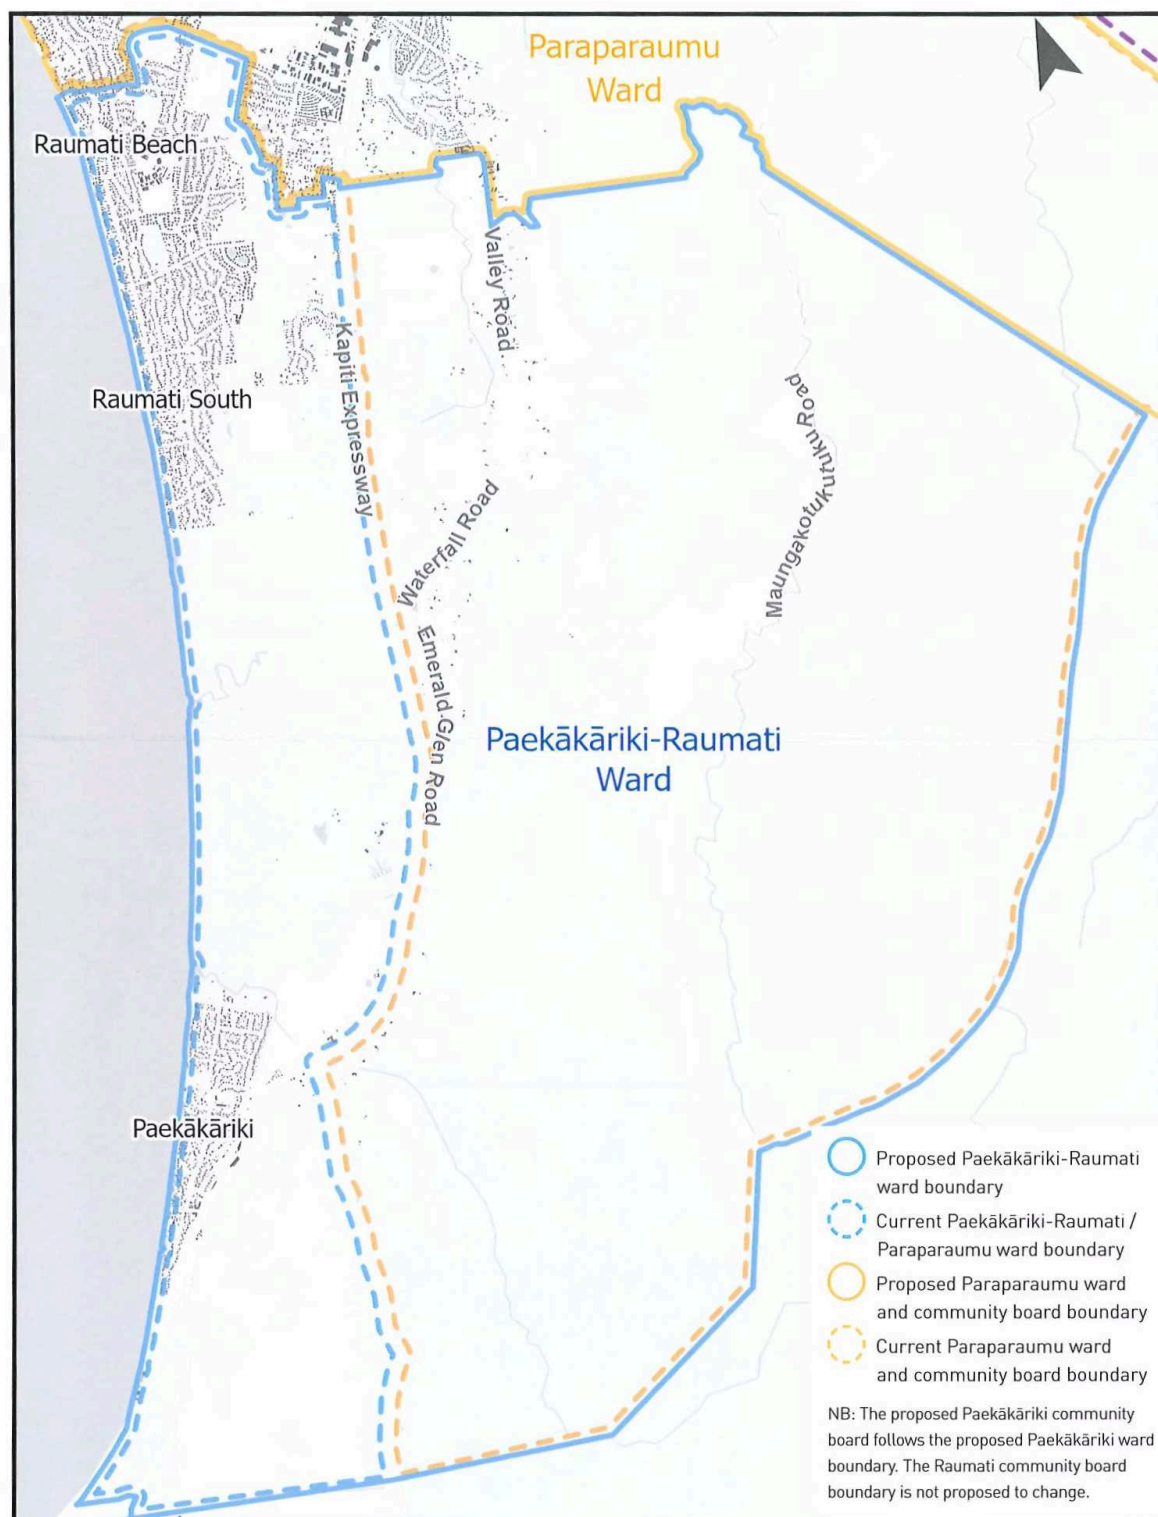 Paraparaumu
Ward
Raumati Beach
Valley Road
Kapiti Expressway
Raumati South
Maungakotukutuku Road
Waterfall Road
Emerald Glen Road
Paekākāriki-Raumati
Ward
Paekākāriki
Proposed Paekākāriki-Raumati
ward boundary
Current Paekākāriki-Raumati /
Paraparaumu ward boundary
Proposed Paraparaumu ward
and community board boundary
Current Paraparaumu ward
and community board boundary
NB: The proposed Paekākāriki community
board follows the proposed Paekākāriki ward
boundary. The Raumati community board
boundary is not proposed to change.